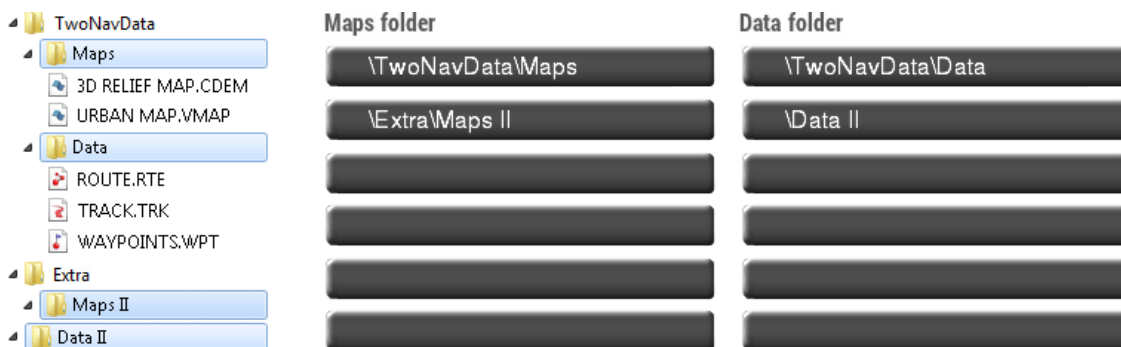 TwoNavData
Maps
3D RELIEF MAP.CDEM
URBAN MAP.VMAP
Data
ROUTE.RTE
TRACK.TRK
WAYPOINTS.WPT
Extra
Maps II
Data II
Maps folder
\TwoNavData\Maps
\Extra\Maps II
Data folder
\TwoNavData\Data
\Data II